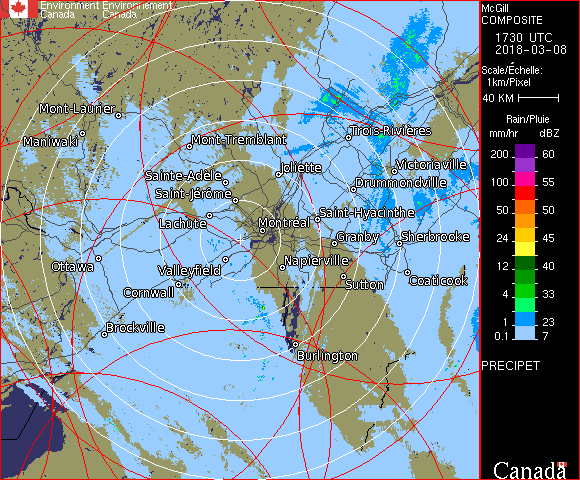 Environment Environnement
Canada Canada
McGill
COMPOSITE
1730 UTC
2018-03-08
Scale/Échelle:
1km/Pixel
40 KM
Rain/Pluie
mm/hr dBZ
200 60
100 55
50 50
24 45
12 40
4 33
1 23
0.1 7
PRECIPET
Canada
Mont-Laurier
Maniwaki
Mont-Tremblant
Trois-Rivières
Joliette
Victoriaville
Sainte-Adèle
Drummondville
Saint-Jérôme
Lachute
Saint-Hyacinthe
Montréal
Granby
Sherbrooke
Ottawa
Valleyfield
Napierville
Cornwall
Sutton
Coaticook
Brockville
Burlington